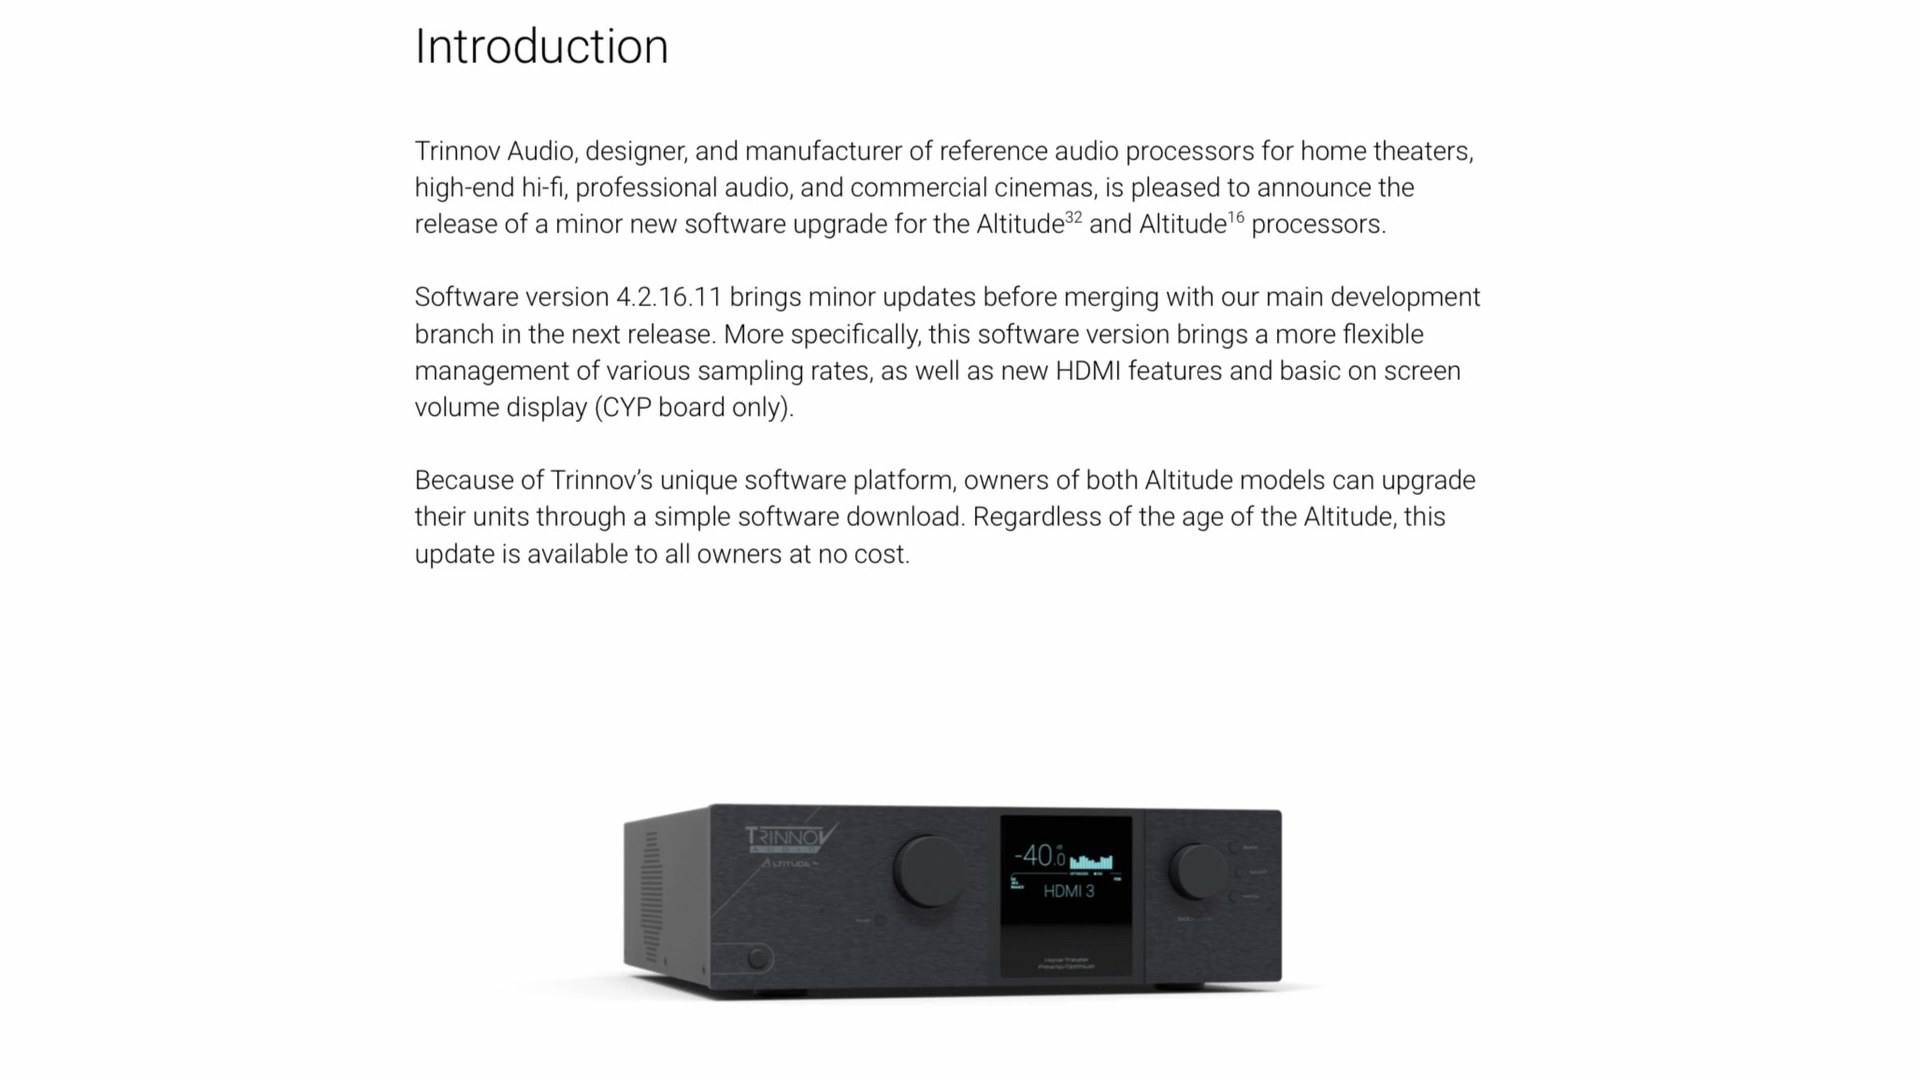 Introduction
Trinnov Audio, designer, and manufacturer of reference audio processors for home theaters,
high-end hi-fi, professional audio, and commercial cinemas, is pleased to announce the
release of a minor new software upgrade for the Altitude³² and Altitude¹⁶ processors.
Software version 4.2.16.11 brings minor updates before merging with our main development
branch in the next release. More specifically, this software version brings a more flexible
management of various sampling rates, as well as new HDMI features and basic on screen
volume display (CYP board only).
Because of Trinnov’s unique software platform, owners of both Altitude models can upgrade
their units through a simple software download. Regardless of the age of the Altitude, this
update is available to all owners at no cost.
TRINNOV
AUDIO
ALTITUDE
-40.0
HDMI 3
Home Theater